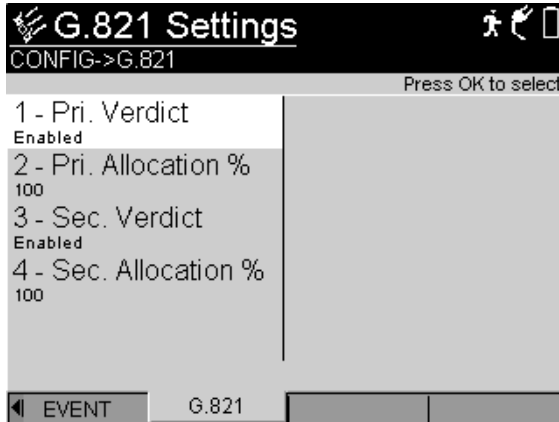 G.821 Settings
CONFIG->G.821
Press OK to select
1 - Pri. Verdict
Enabled
2 - Pri. Allocation %
100
3 - Sec. Verdict
Enabled
4 - Sec. Allocation %
100
EVENT G.821